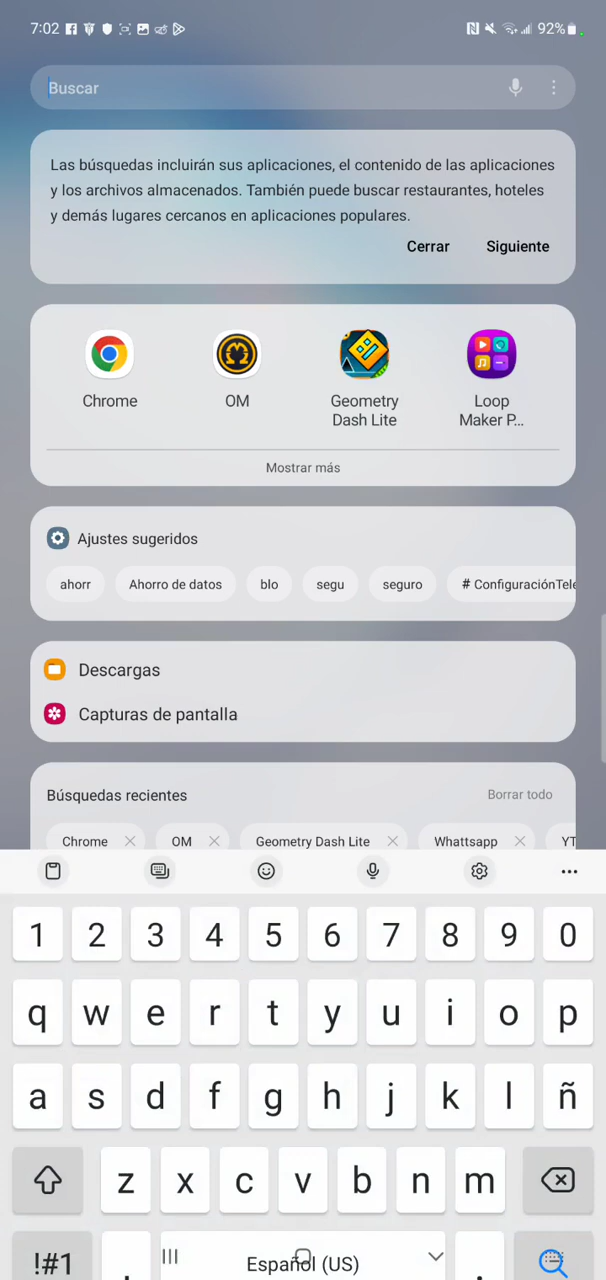 7:02 92%
Buscar
Las búsquedas incluirán sus aplicaciones, el contenido de las aplicaciones
y los archivos almacenados. También puede buscar restaurantes, hoteles
y demás lugares cercanos en aplicaciones populares.
Cerrar Siguiente
Chrome OM Geometry Dash Lite Loop Maker P...
Mostrar más
Ajustes sugeridos
ahorr Ahorro de datos blo segu seguro # ConfiguraciónTele
Descargas
Capturas de pantalla
Búsquedas recientes Borrar todo
Chrome OM Geometry Dash Lite Whattsapp YT
1 2 3 4 5 6 7 8 9 0
q w e r t y u i o p
a s d f g h j k l ñ
z x c v b n m
!#1 , Español (US) .